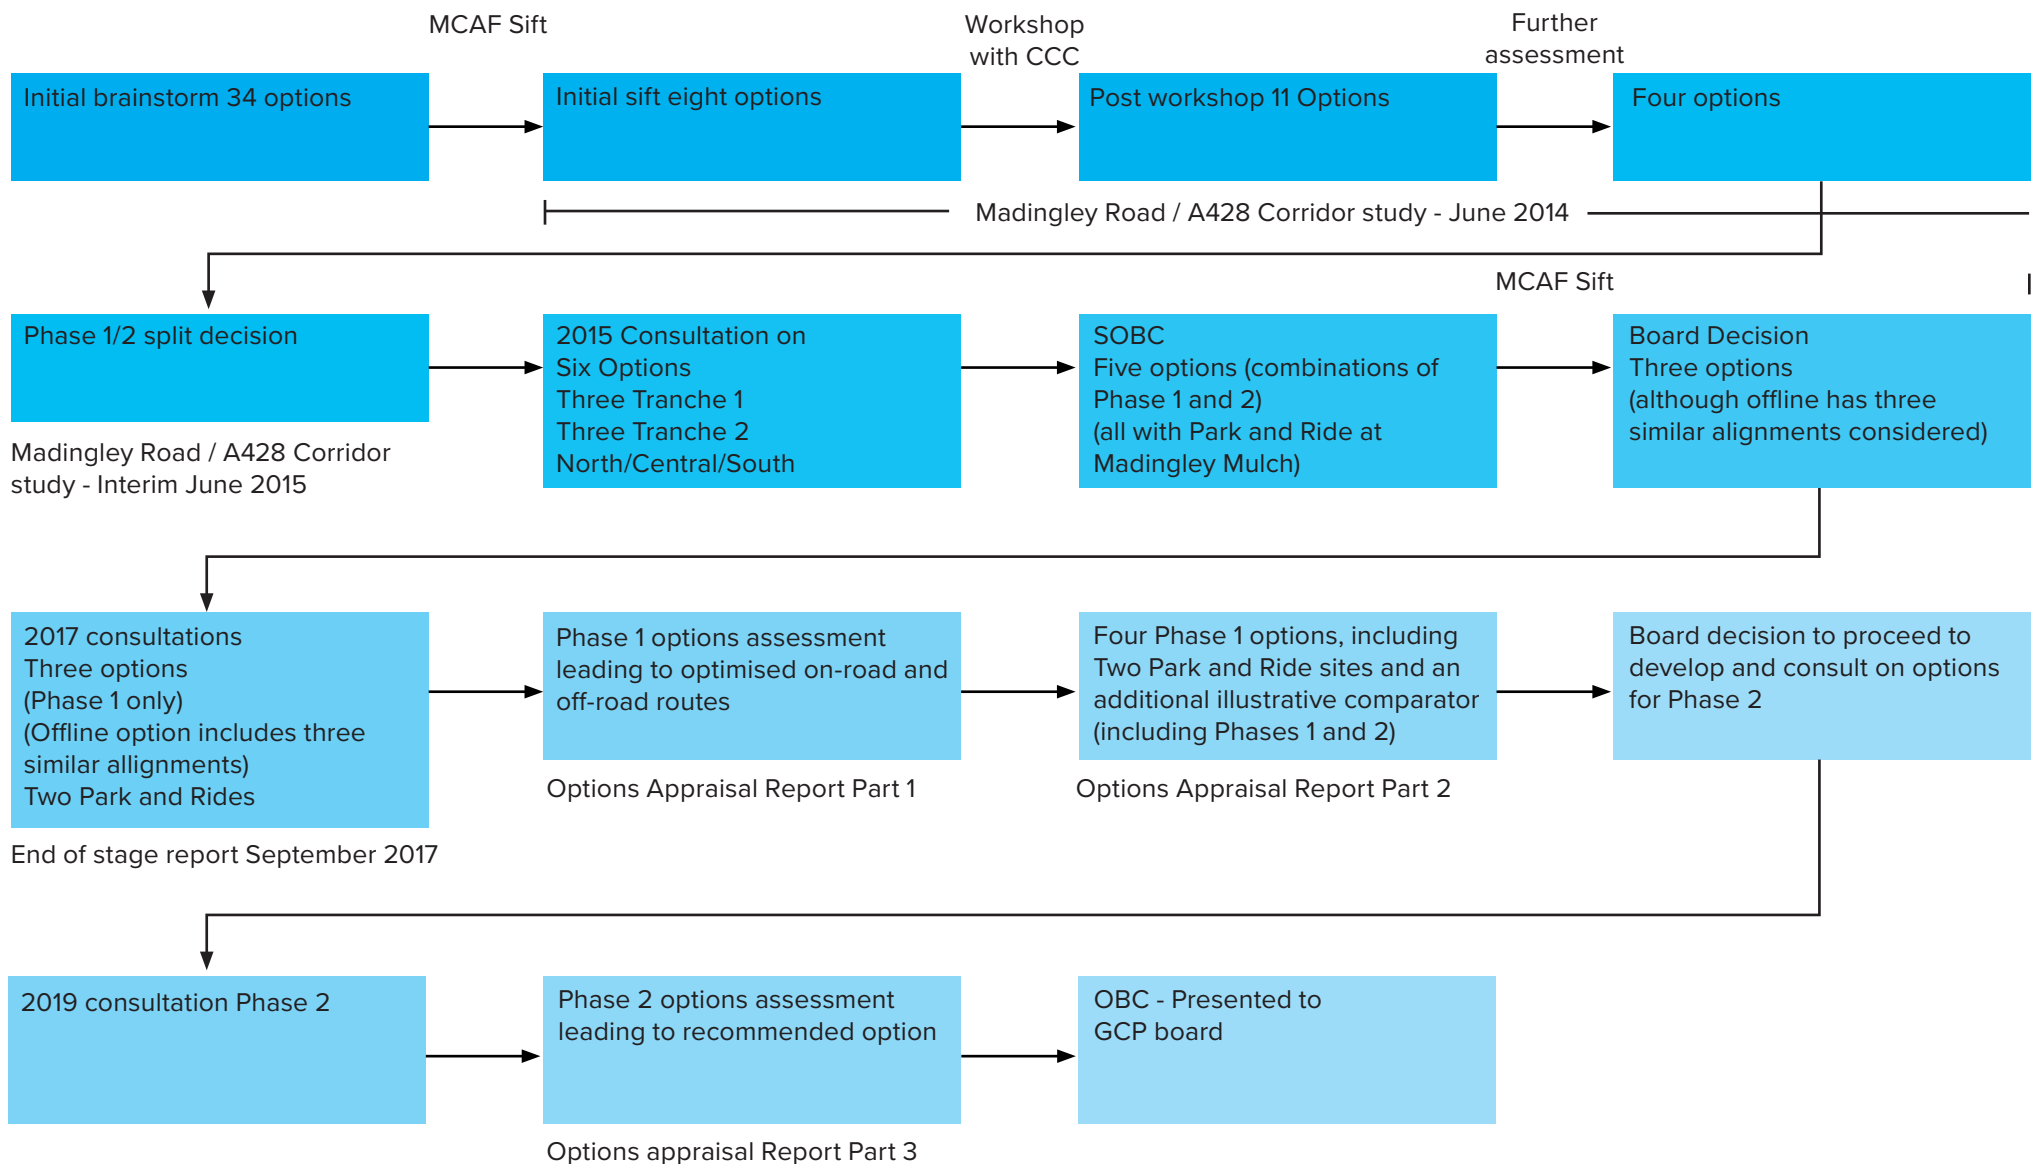 MCAF Sift
Workshop
with CCC
Further
assessment
Initial brainstorm 34 options
Initial sift eight options
Post workshop 11 Options
Four options
Madingley Road / A428 Corridor study - June 2014
MCAF Sift
Phase 1/2 split decision
2015 Consultation on
Six Options
Three Tranche 1
Three Tranche 2
North/Central/South
SOBC
Five options (combinations of
Phase 1 and 2)
(all with Park and Ride at
Madingley Mulch)
Board Decision
Three options
(although offline has three
similar alignments considered)
Madingley Road / A428 Corridor
study - Interim June 2015
2017 consultations
Three options
(Phase 1 only)
(Offline option includes three
similar allignments)
Two Park and Rides
Phase 1 options assessment
leading to optimised on-road and
off-road routes
Four Phase 1 options, including
Two Park and Ride sites and an
additional illustrative comparator
(including Phases 1 and 2)
Board decision to proceed to
develop and consult on options
for Phase 2
Options Appraisal Report Part 1
Options Appraisal Report Part 2
End of stage report September 2017
2019 consultation Phase 2
Phase 2 options assessment
leading to recommended option
OBC - Presented to
GCP board
Options appraisal Report Part 3